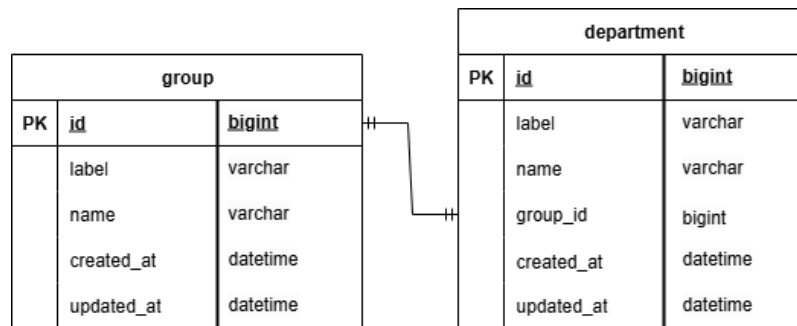 group
PK id bigint
label varchar
name varchar
created_at datetime
updated_at datetime
department
PK id bigint
label varchar
name varchar
group_id bigint
created_at datetime
updated_at datetime